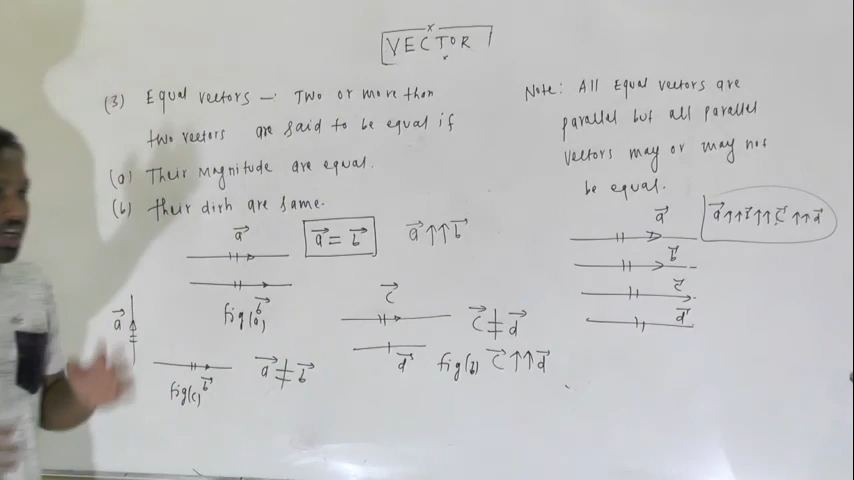 VECTOR
(3) Equal vectors — Two or more than
two vectors are said to be equal if
(a) Their Magnitude are equal.
(b) their dirn are same.
a⃗
a⃗ = b⃗
a⃗ ↑↑ b⃗
b⃗
fig(a)
c⃗
c⃗ ≠ d⃗
d⃗
fig(b) c⃗ ↑↑ d⃗
a⃗
b⃗
fig(c)
a⃗ ≠ b⃗
Note: All Equal vectors are
parallel but all parallel
vectors may or may not
be equal.
a⃗
b⃗
c⃗
d⃗
a⃗ ↑↑ b⃗ ↑↑ c⃗ ↑↑ d⃗